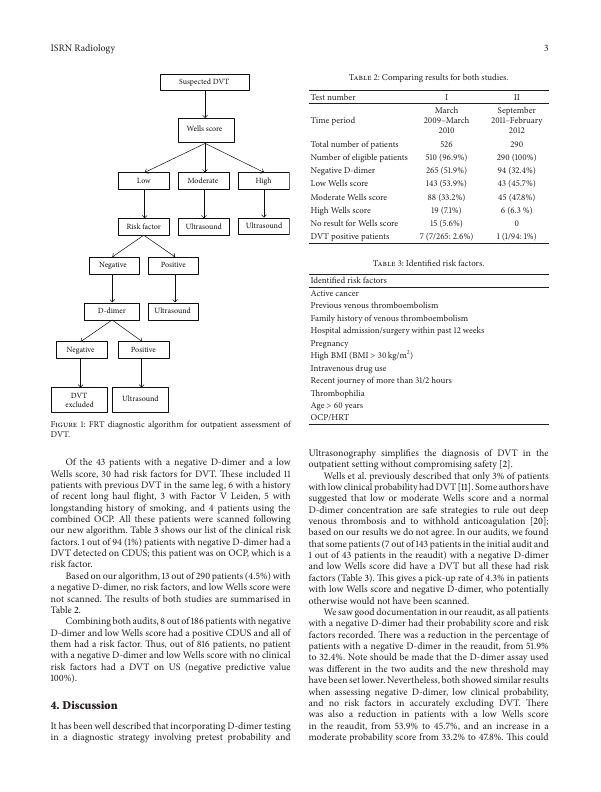 ISRN Radiology
3
Suspected DVT
Wells score
Low
Moderate
High
Risk factor
Ultrasound
Ultrasound
Negative
Positive
D-dimer
Ultrasound
Negative
Positive
DVT
excluded
Ultrasound
Figure 1: FRT diagnostic algorithm for outpatient assessment of
DVT.
Of the 43 patients with a negative D-dimer and a low
Wells score, 30 had risk factors for DVT. These included 11
patients with previous DVT in the same leg, 6 with a history
of recent long haul flight, 3 with Factor V Leiden, 5 with
longstanding history of smoking, and 4 patients using the
combined OCP. All these patients were scanned following
our new algorithm. Table 3 shows our list of the clinical risk
factors. 1 out of 94 (1%) patients with negative D-dimer had a
DVT detected on CDUS; this patient was on OCP, which is a
risk factor.
Based on our algorithm, 13 out of 290 patients (4.5%) with
a negative D-dimer, no risk factors, and low Wells score were
not scanned. The results of both studies are summarised in
Table 2.
Combining both audits, 8 out of 186 patients with negative
D-dimer and low Wells score had a positive CDUS and all of
them had a risk factor. Thus, out of 816 patients, no patient
with a negative D-dimer and low Wells score with no clinical
risk factors had a DVT on US (negative predictive value
100%).
4. Discussion
It has been well described that incorporating D-dimer testing
in a diagnostic strategy involving pretest probability and
Table 2: Comparing results for both studies.
Test number I II
Time period March 2009–March 2010 September 2011–February 2012
Total number of patients 526 290
Number of eligible patients 510 (96.9%) 290 (100%)
Negative D-dimer 265 (51.9%) 94 (32.4%)
Low Wells score 143 (53.9%) 43 (45.7%)
Moderate Wells score 88 (33.2%) 45 (47.8%)
High Wells score 19 (7.1%) 6 (6.3 %)
No result for Wells score 15 (5.6%) 0
DVT positive patients 7 (7/265: 2.6%) 1 (1/94: 1%)
Table 3: Identified risk factors.
Identified risk factors
Active cancer
Previous venous thromboembolism
Family history of venous thromboembolism
Hospital admission/surgery within past 12 weeks
Pregnancy
High BMI (BMI > 30 kg/m²)
Intravenous drug use
Recent journey of more than 31/2 hours
Thrombophilia
Age > 60 years
OCP/HRT
Ultrasonography simplifies the diagnosis of DVT in the
outpatient setting without compromising safety [2].
Wells et al. previously described that only 3% of patients
with low clinical probability had DVT [11]. Some authors have
suggested that low or moderate Wells score and a normal
D-dimer concentration are safe strategies to rule out deep
venous thrombosis and to withhold anticoagulation [20];
based on our results we do not agree. In our audits, we found
that some patients (7 out of 143 patients in the initial audit and
1 out of 43 patients in the reaudit) with a negative D-dimer
and low Wells score did have a DVT but all these had risk
factors (Table 3). This gives a pick-up rate of 4.3% in patients
with low Wells score and negative D-dimer, who potentially
otherwise would not have been scanned.
We saw good documentation in our reaudit, as all patients
with a negative D-dimer had their probability score and risk
factors recorded. There was a reduction in the percentage of
patients with a negative D-dimer in the reaudit, from 51.9%
to 32.4%. Note should be made that the D-dimer assay used
was different in the two audits and the new threshold may
have been set lower. Nevertheless, both showed similar results
when assessing negative D-dimer, low clinical probability,
and no risk factors in accurately excluding DVT. There
was also a reduction in patients with a low Wells score
in the reaudit, from 53.9% to 45.7%, and an increase in a
moderate probability score from 33.2% to 47.8%. This could